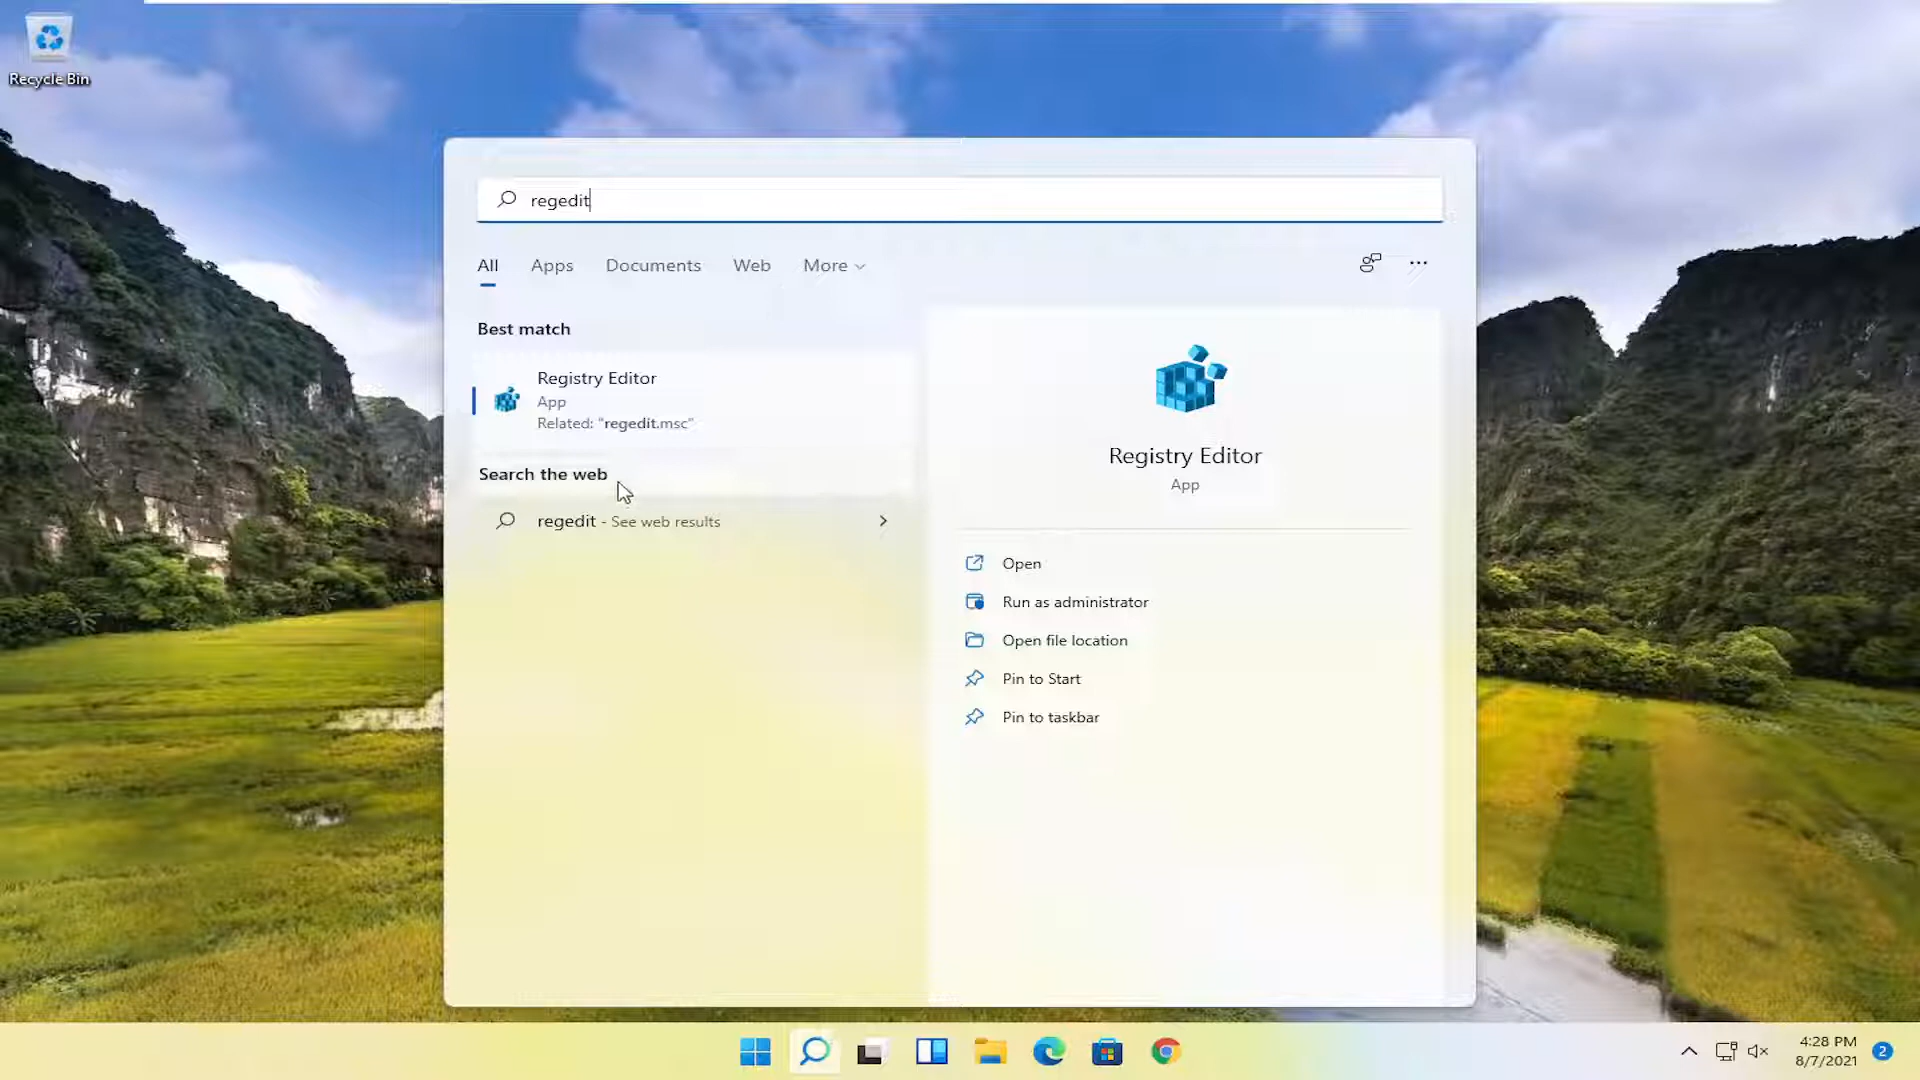 Recycle Bin
regedit
All Apps Documents Web More
Best match
Registry Editor
App
Related: "regedit.msc"
Search the web
regedit - See web results
Registry Editor
App
Open
Run as administrator
Open file location
Pin to Start
Pin to taskbar
4:28 PM
8/7/2021
2